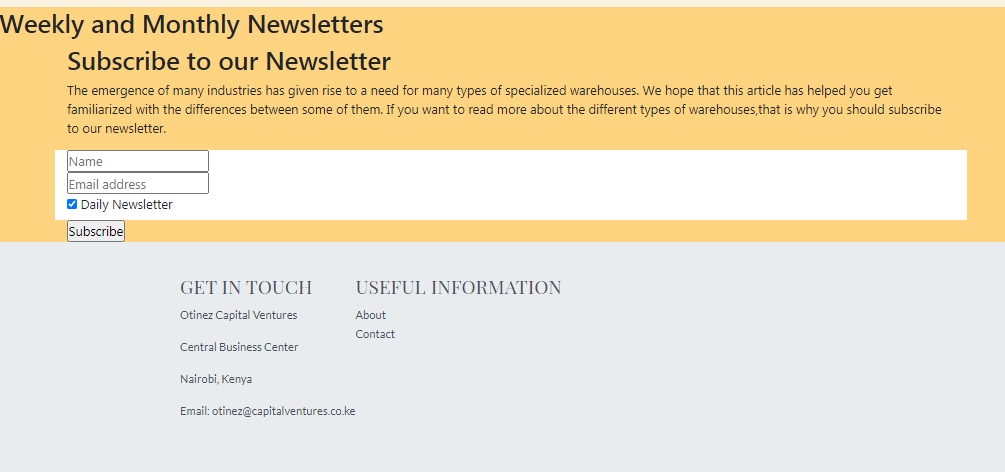 Weekly and Monthly Newsletters
Subscribe to our Newsletter
The emergence of many industries has given rise to a need for many types of specialized warehouses. We hope that this article has helped you get
familiarized with the differences between some of them. If you want to read more about the different types of warehouses,that is why you should subscribe
to our newsletter.
Name
Email address
Daily Newsletter
Subscribe
GET IN TOUCH
Otinez Capital Ventures
Central Business Center
Nairobi, Kenya
Email: otinez@capitalventures.co.ke
USEFUL INFORMATION
About
Contact